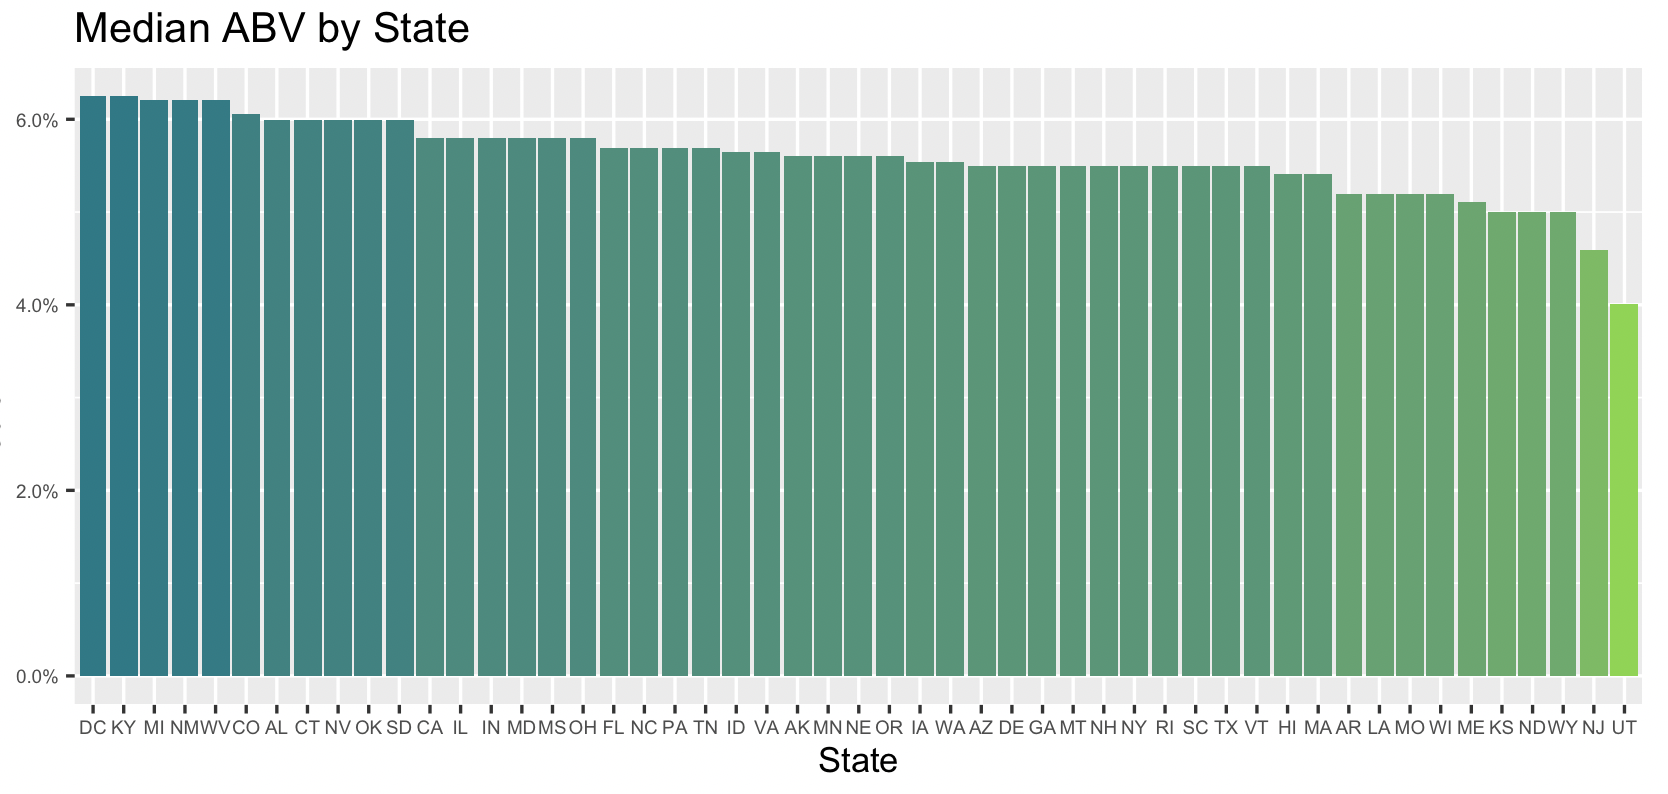 Median ABV by State
6.0%
4.0%
2.0%
0.0%
DC KY MI NM WV CO AL CT NV OK SD CA IL IN MD MS OH FL NC PA TN ID VA AK MN NE OR IA WA AZ DE GA MT NH NY RI SC TX VT HI MA AR LA MO WI ME KS ND WY NJ UT
State